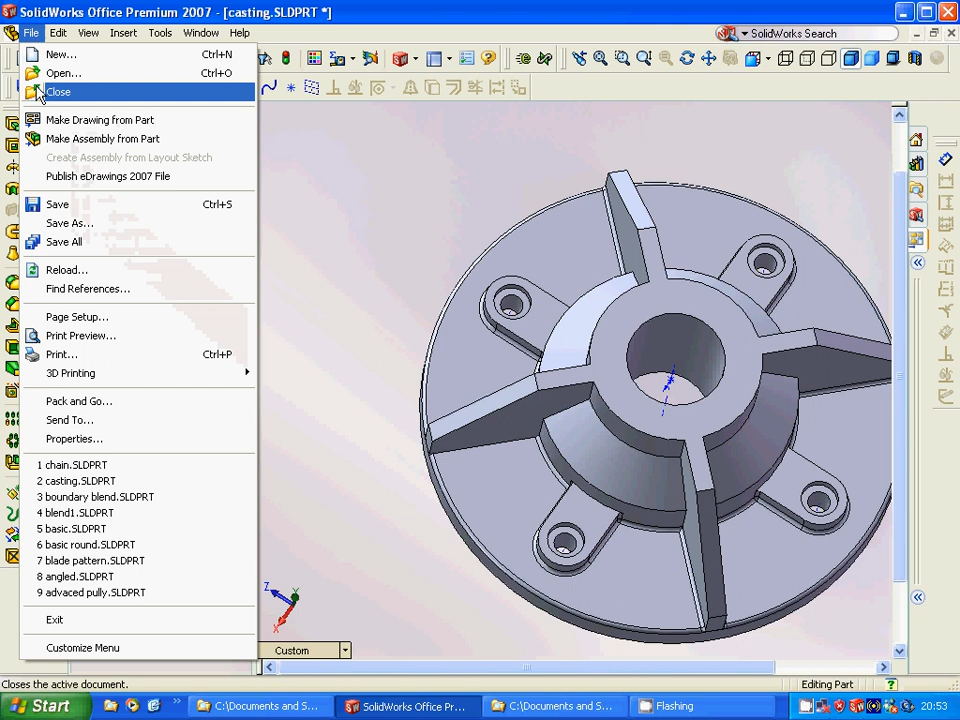 SolidWorks Office Premium 2007 - [casting.SLDPRT *]
File Edit View Insert Tools Window Help
SolidWorks Search
New... Ctrl+N
Open... Ctrl+O
Close
Make Drawing from Part
Make Assembly from Part
Create Assembly from Layout Sketch
Publish eDrawings 2007 File
Save Ctrl+S
Save As...
Save All
Reload...
Find References...
Page Setup...
Print Preview...
Print... Ctrl+P
3D Printing
Pack and Go...
Send To...
Properties...
1 chain.SLDPRT
2 casting.SLDPRT
3 boundary blend.SLDPRT
4 blend1.SLDPRT
5 basic.SLDPRT
6 basic round.SLDPRT
7 blade pattern.SLDPRT
8 angled.SLDPRT
9 advaced pully.SLDPRT
Exit
Customize Menu
Z Y X
Custom
Closes the active document.
Editing Part
Start
C:\Documents and S...
SolidWorks Office Pr...
C:\Documents and S...
Flashing
20:53